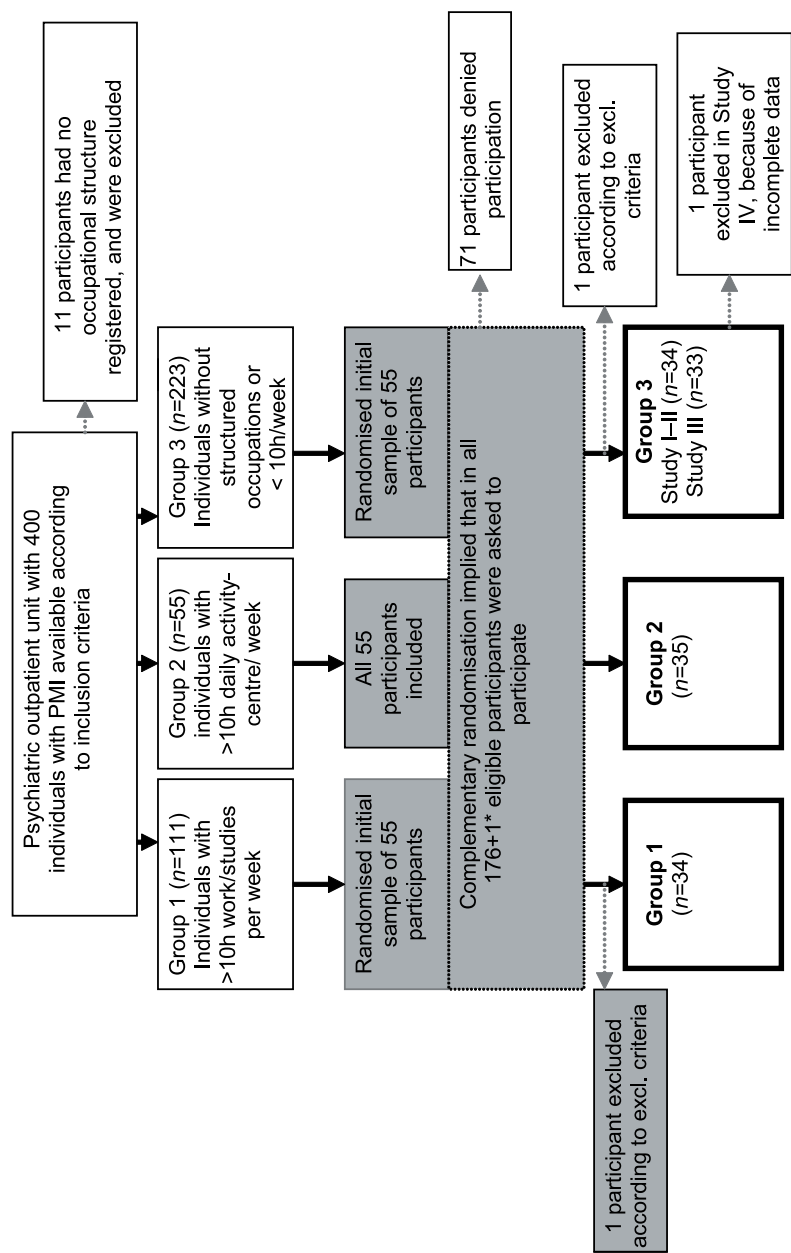 Psychiatric outpatient unit with 400
individuals with PMI available according
to inclusion criteria
11 participants had no
occupational structure
registered, and were excluded
Group 1 (n=111)
Individuals with
>10h work/studies
per week
Group 2 (n=55)
individuals with
>10h daily activity-
centre/ week
Group 3 (n=223)
Individuals without
structured
occupations or
< 10h/week
Randomised initial
sample of 55
participants
All 55
participants
included
Randomised initial
sample of 55
participants
Complementary randomisation implied that in all
176+1* eligible participants were asked to
participate
71 participants denied
participation
1 participant excluded
according to excl. criteria
1 participant excluded
according to excl.
criteria
Group 1
(n=34)
Group 2
(n=35)
Group 3
Study I–II (n=34)
Study III (n=33)
1 participant
excluded in Study
IV, because of
incomplete data